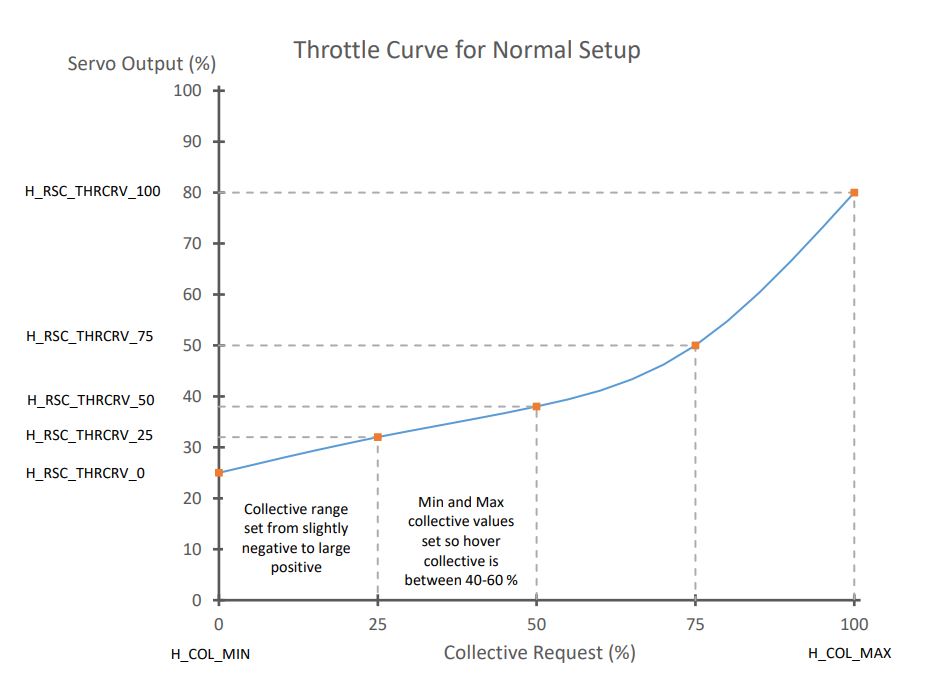 Throttle Curve for Normal Setup
Servo Output (%)
100
90
H_RSC_THRCRV_100
80
70
60
H_RSC_THRCRV_75
50
H_RSC_THRCRV_50
40
H_RSC_THRCRV_25
30
H_RSC_THRCRV_0
20
10
0
Collective range
set from slightly
negative to large
positive
Min and Max
collective values
set so hover
collective is
between 40-60 %
0 25 50 75 100
H_COL_MIN
Collective Request (%)
H_COL_MAX